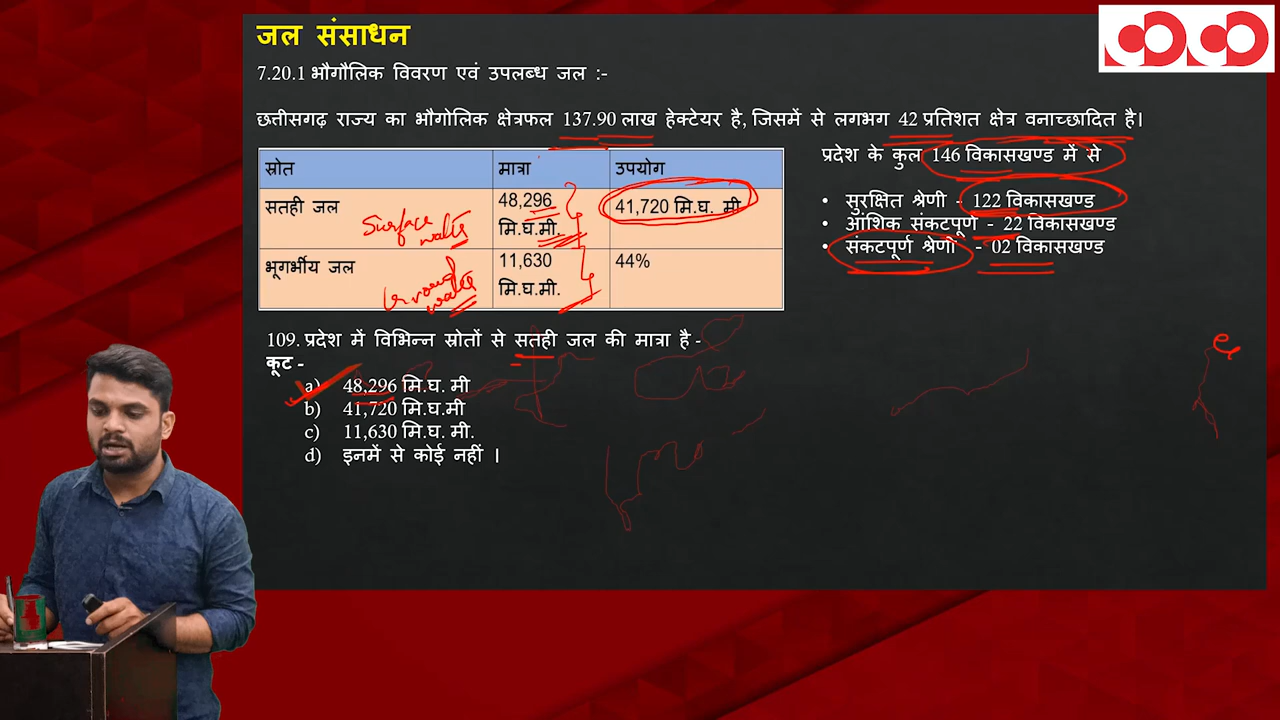 जल संसाधन
7.20.1 भौगौलिक विवरण एवं उपलब्ध जल :-
छत्तीसगढ़ राज्य का भौगोलिक क्षेत्रफल 137.90 लाख हेक्टेयर है, जिसमें से लगभग 42 प्रतिशत क्षेत्र वनाच्छादित है।
स्रोत मात्रा उपयोग
सतही जल 48,296 मि.घ.मी. 41,720 मि.घ. मी
Surface water
भूगर्भीय जल 11,630 मि.घ.मी. 44%
Ground water
प्रदेश के कुल 146 विकासखण्ड में से
• सुरक्षित श्रेणी - 122 विकासखण्ड
• आंशिक संकटपूर्ण - 22 विकासखण्ड
• संकटपूर्ण श्रेणी - 02 विकासखण्ड
109. प्रदेश में विभिन्न स्रोतों से सतही जल की मात्रा है -
कूट -
a) 48,296 मि.घ. मी
b) 41,720 मि.घ.मी
c) 11,630 मि.घ. मी.
d) इनमें से कोई नहीं ।